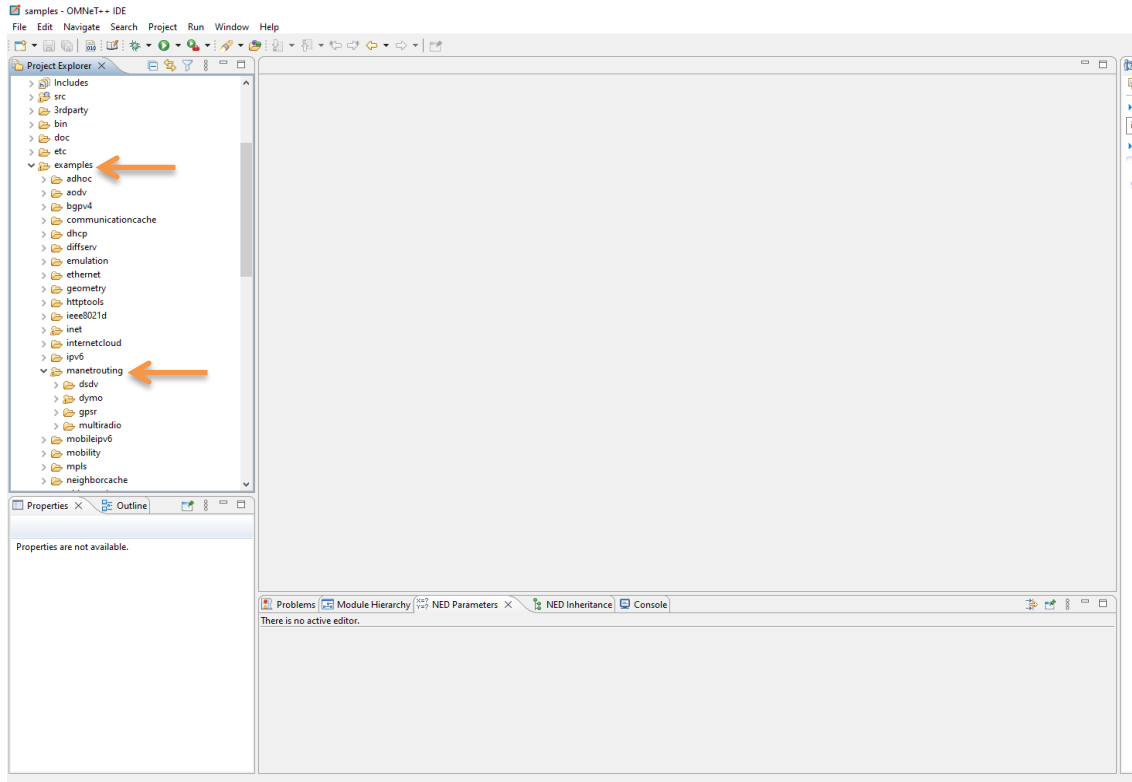 samples - OMNeT++ IDE
File Edit Navigate Search Project Run Window Help
Project Explorer
Includes
src
3rdparty
bin
doc
etc
examples
adhoc
aodv
bgpv4
communicationcache
dhcp
diffserv
emulation
ethernet
geometry
httptools
ieee8021d
inet
internetcloud
ipv6
manetrouting
dsdv
dymo
gpsr
multiradio
mobileipv6
mobility
mpls
neighborcache
Properties Outline
Properties are not available.
Problems Module Hierarchy NED Parameters NED Inheritance Console
There is no active editor.